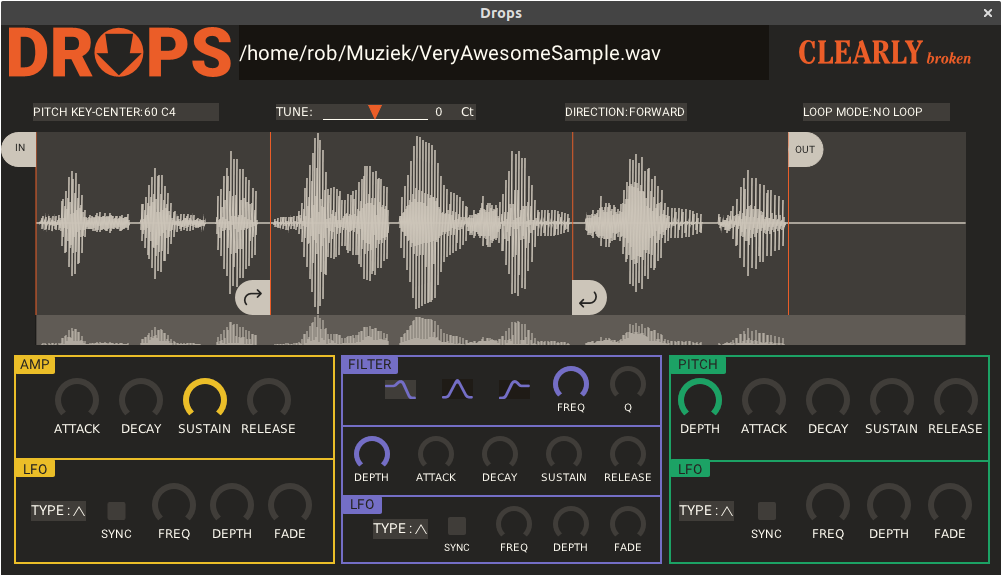 Drops
DROPS
/home/rob/Muziek/VeryAwesomeSample.wav
CLEARLY broken
PITCH KEY-CENTER:60 C4
TUNE: 0 Ct
DIRECTION:FORWARD
LOOP MODE:NO LOOP
IN
OUT
AMP
ATTACK DECAY SUSTAIN RELEASE
LFO
TYPE : SYNC FREQ DEPTH FADE
FILTER
FREQ Q
DEPTH ATTACK DECAY SUSTAIN RELEASE
LFO
TYPE : SYNC FREQ DEPTH FADE
PITCH
DEPTH ATTACK DECAY SUSTAIN RELEASE
LFO
TYPE : SYNC FREQ DEPTH FADE